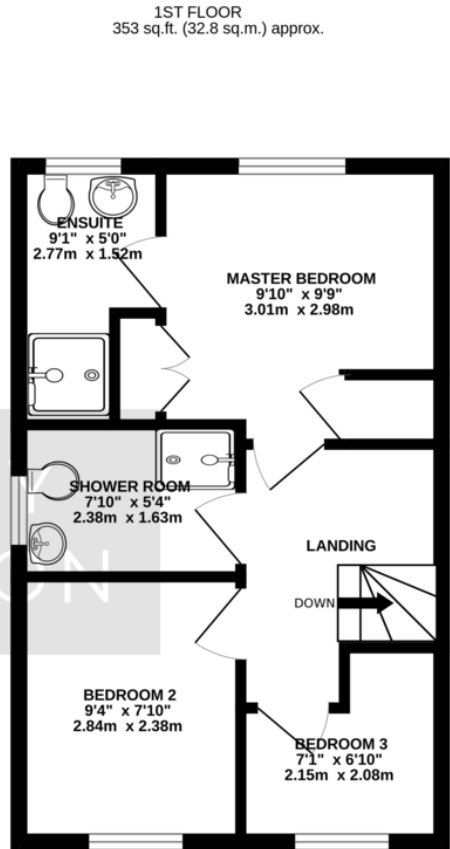 1ST FLOOR
353 sq.ft. (32.8 sq.m.) approx.
ENSUITE
9'1" x 5'0"
2.77m x 1.52m
MASTER BEDROOM
9'10" x 9'9"
3.01m x 2.98m
SHOWER ROOM
7'10" x 5'4"
2.38m x 1.63m
LANDING
DOWN
BEDROOM 2
9'4" x 7'10"
2.84m x 2.38m
BEDROOM 3
7'1" x 6'10"
2.15m x 2.08m